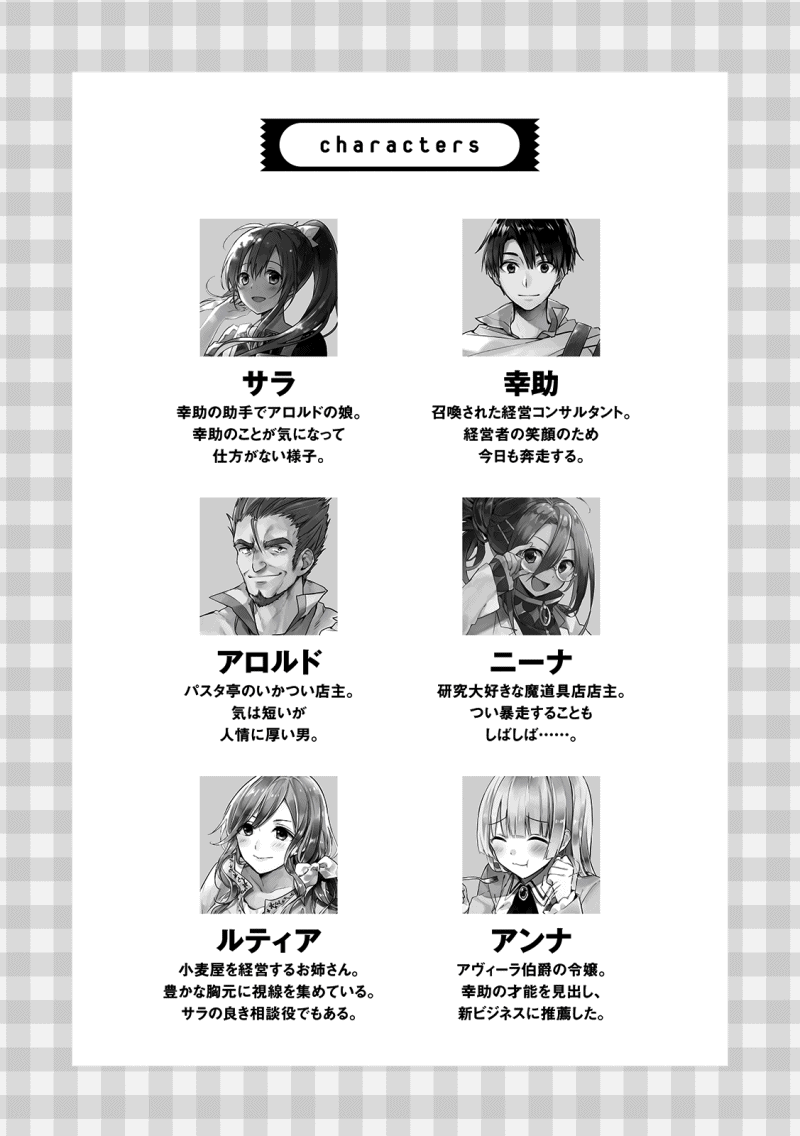 characters
サラ
幸助の助手でアロルドの娘。
幸助のことが気になって
仕方がない様子。
幸助
召喚された経営コンサルタント。
経営者の笑顔のため
今日も奔走する。
アロルド
パスタ亭のいかつい店主。
気は短いが
人情に厚い男。
ニーナ
研究大好きな魔道具店店主。
つい暴走することも
しばしば……。
ルティア
小麦屋を経営するお姉さん。
豊かな胸元に視線を集めている。
サラの良き相談役でもある。
アンナ
アヴィーラ伯爵の令嬢。
幸助の才能を見出し、
新ビジネスに推薦した。